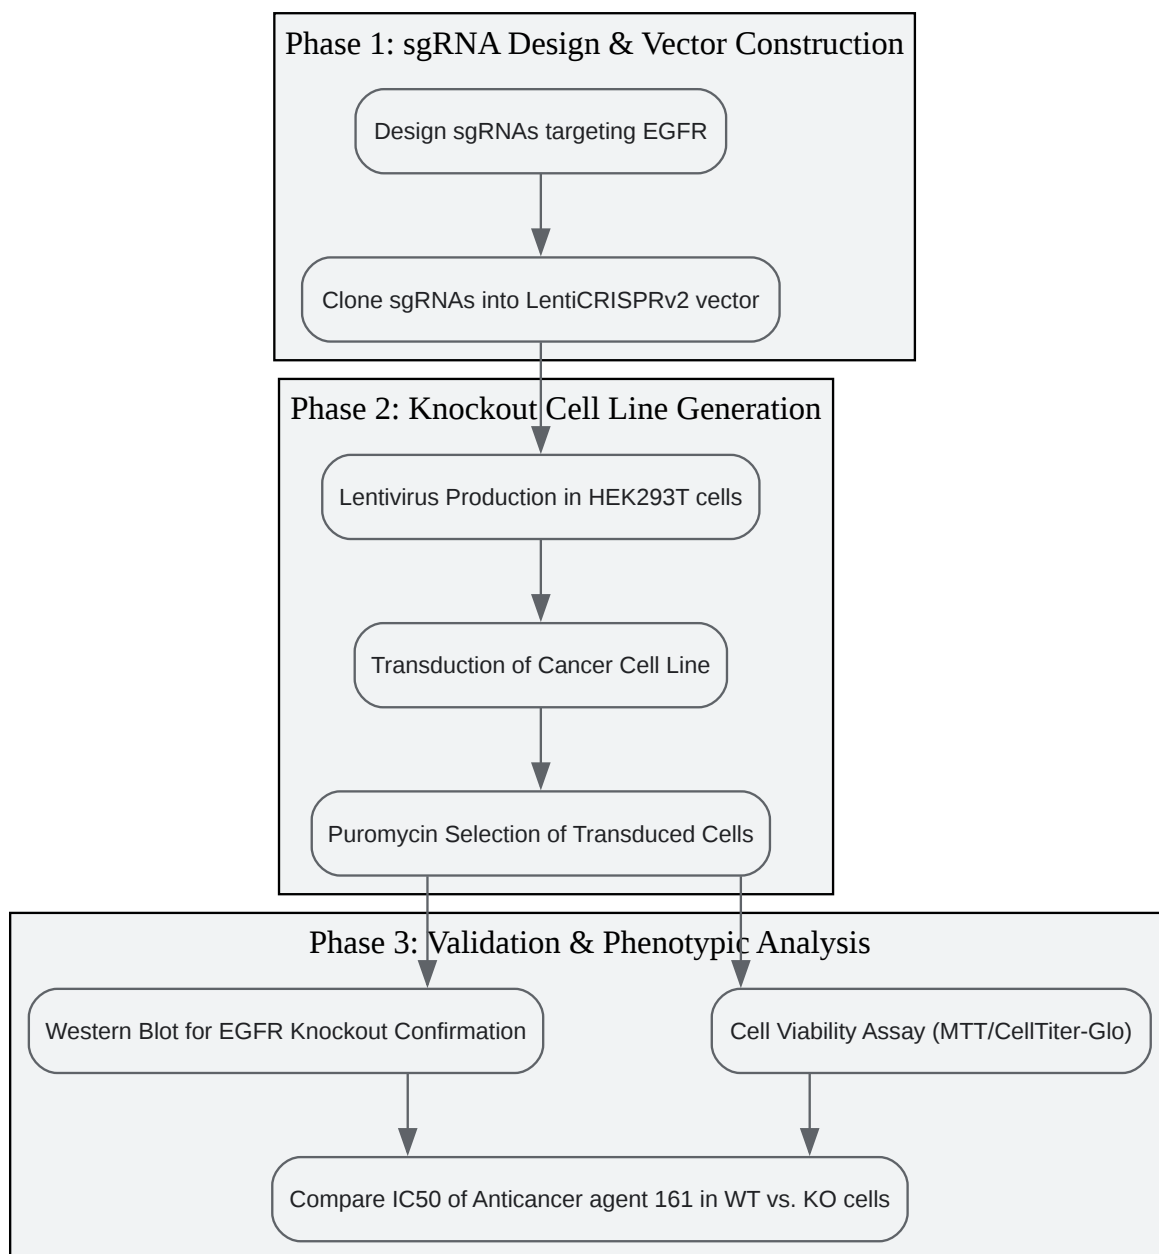 Phase 1: sgRNA Design & Vector Construction
Design sgRNAs targeting EGFR
Clone sgRNAs into LentiCRISPRv2 vector
Phase 2: Knockout Cell Line Generation
Lentivirus Production in HEK293T cells
Transduction of Cancer Cell Line
Puromycin Selection of Transduced Cells
Phase 3: Validation & Phenotypic Analysis
Western Blot for EGFR Knockout Confirmation
Cell Viability Assay (MTT/CellTiter-Glo)
Compare IC50 of Anticancer agent 161 in WT vs. KO cells